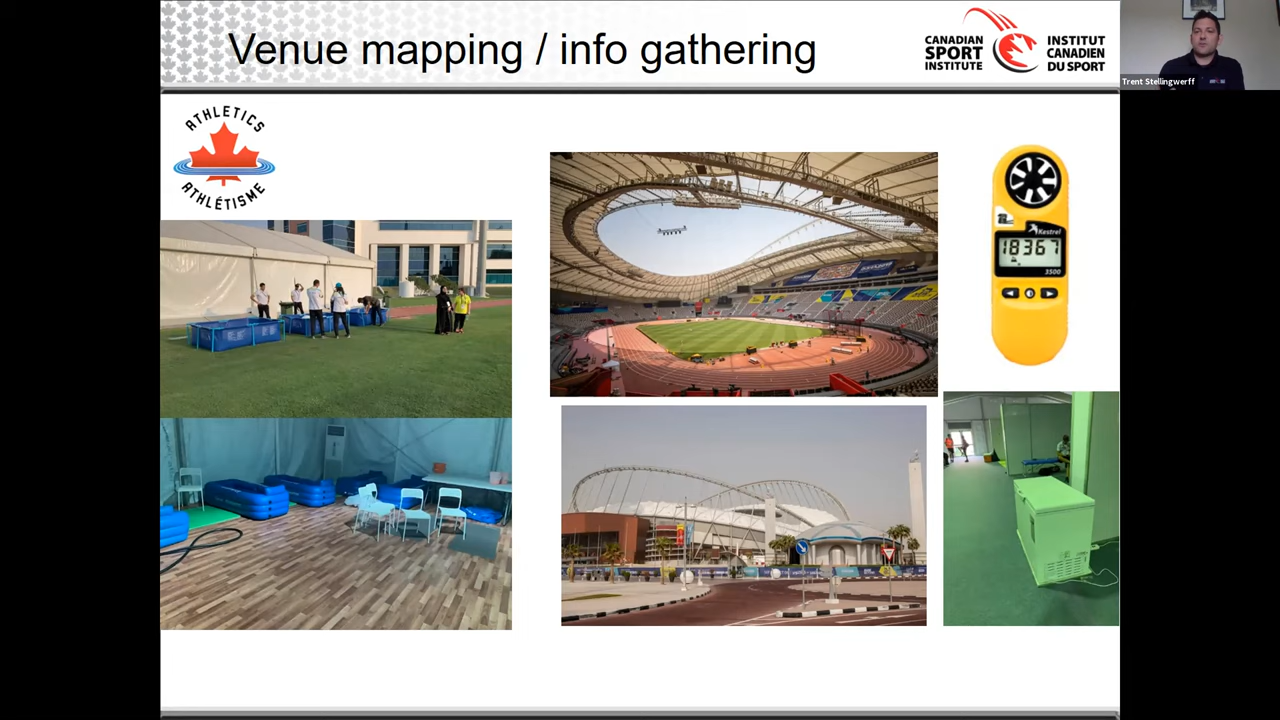 Venue mapping / info gathering
CANADIAN
SPORT
INSTITUTE
INSTITUT
CANADIEN
DU SPORT
Trent Stellingwerff
ATHLETICS
ATHLÉTISME
Kestrel
18367
3500